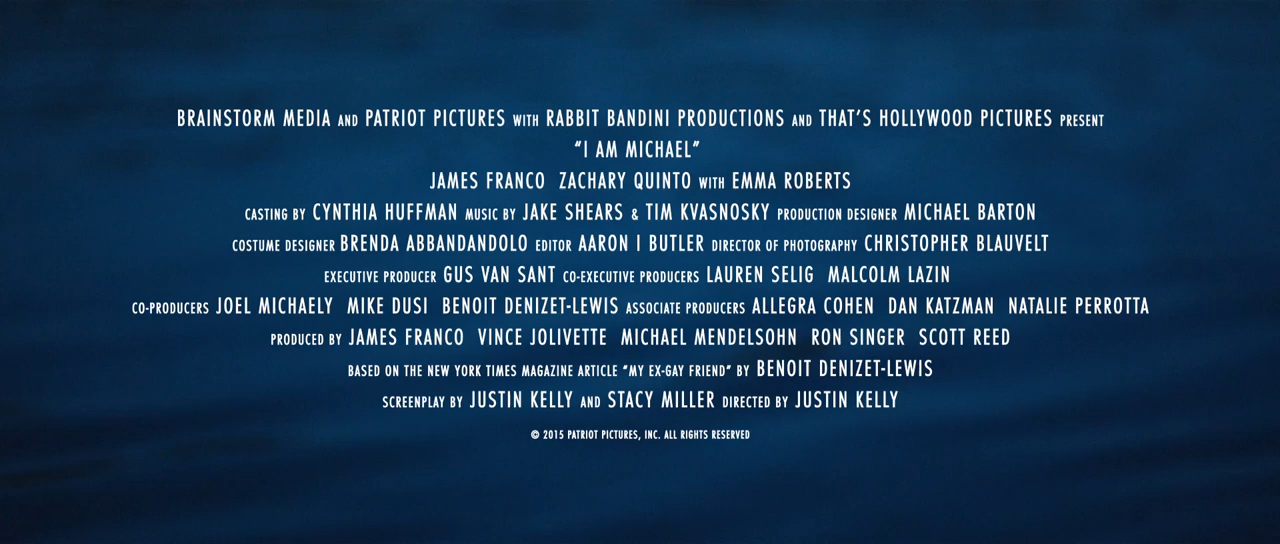 BRAINSTORM MEDIA AND PATRIOT PICTURES WITH RABBIT BANDINI PRODUCTIONS AND THAT'S HOLLYWOOD PICTURES PRESENT
“I AM MICHAEL”
JAMES FRANCO ZACHARY QUINTO WITH EMMA ROBERTS
CASTING BY CYNTHIA HUFFMAN MUSIC BY JAKE SHEARS & TIM KVASNOSKY PRODUCTION DESIGNER MICHAEL BARTON
COSTUME DESIGNER BRENDA ABBANDANDOLO EDITOR AARON I BUTLER DIRECTOR OF PHOTOGRAPHY CHRISTOPHER BLAUVELT
EXECUTIVE PRODUCER GUS VAN SANT CO-EXECUTIVE PRODUCERS LAUREN SELIG MALCOLM LAZIN
CO-PRODUCERS JOEL MICHAELY MIKE DUSI BENOIT DENIZET-LEWIS ASSOCIATE PRODUCERS ALLEGRA COHEN DAN KATZMAN NATALIE PERROTTA
PRODUCED BY JAMES FRANCO VINCE JOLIVETTE MICHAEL MENDELSOHN RON SINGER SCOTT REED
BASED ON THE NEW YORK TIMES MAGAZINE ARTICLE “MY EX-GAY FRIEND” BY BENOIT DENIZET-LEWIS
SCREENPLAY BY JUSTIN KELLY AND STACY MILLER DIRECTED BY JUSTIN KELLY
© 2015 PATRIOT PICTURES, INC. ALL RIGHTS RESERVED